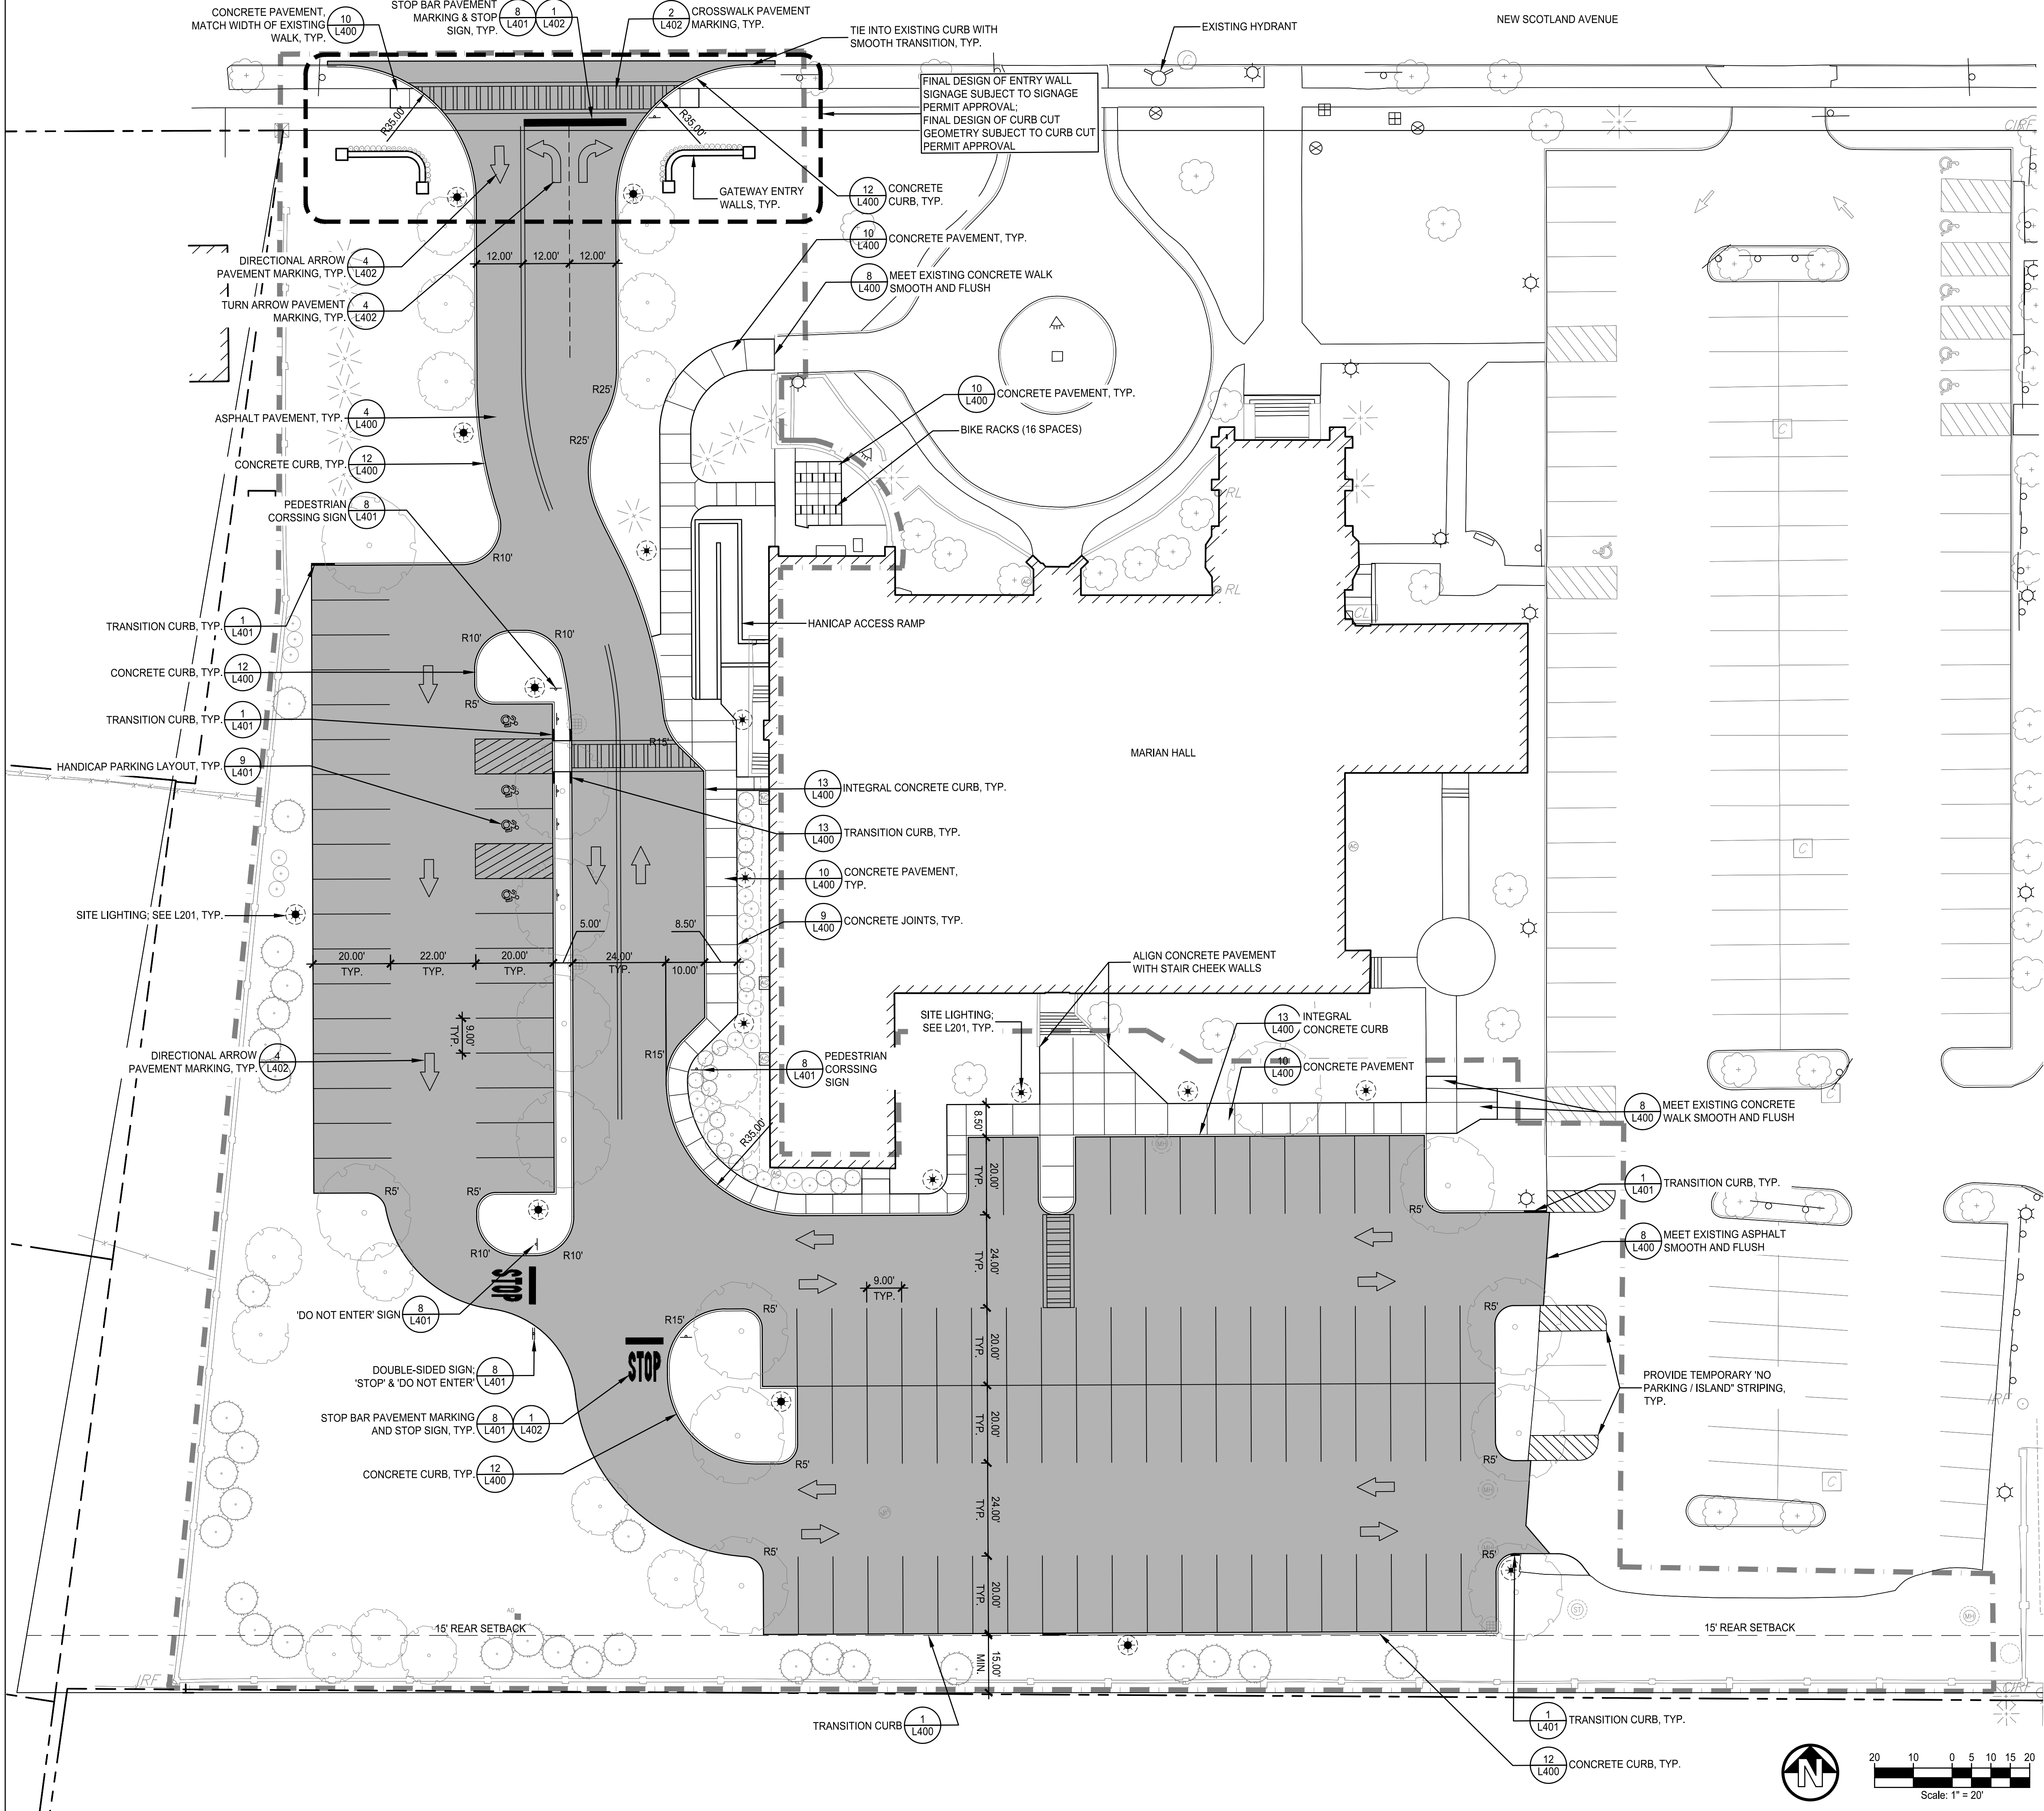 CONCRETE PAVEMENT,
MATCH WIDTH OF EXISTING
WALK, TYP.
10
L400
STOP BAR PAVEMENT
MARKING & STOP
SIGN, TYP.
8
L401
1
L402
2
L402
CROSSWALK PAVEMENT
MARKING, TYP.
TIE INTO EXISTING CURB WITH
SMOOTH TRANSITION, TYP.
EXISTING HYDRANT
NEW SCOTLAND AVENUE
C
FINAL DESIGN OF ENTRY WALL
SIGNAGE SUBJECT TO SIGNAGE
PERMIT APPROVAL;
FINAL DESIGN OF CURB CUT
GEOMETRY SUBJECT TO CURB CUT
PERMIT APPROVAL
R35.00'
R35.00'
CIRF
GATEWAY ENTRY
WALLS, TYP.
12
L400
CONCRETE
CURB, TYP.
10
L400
CONCRETE PAVEMENT, TYP.
8
L400
MEET EXISTING CONCRETE WALK
SMOOTH AND FLUSH
DIRECTIONAL ARROW
PAVEMENT MARKING, TYP.
4
L402
12.00'
12.00'
12.00'
TURN ARROW PAVEMENT
MARKING, TYP.
4
L402
R25'
R25'
10
L400
CONCRETE PAVEMENT, TYP.
BIKE RACKS (16 SPACES)
ASPHALT PAVEMENT, TYP.
4
L400
C
CONCRETE CURB, TYP.
12
L400
RL
PEDESTRIAN
CORSSING SIGN
8
L401
R10'
RL
CL
TRANSITION CURB, TYP.
1
L401
R10'
R10'
HANICAP ACCESS RAMP
CONCRETE CURB, TYP.
12
L400
R5'
TRANSITION CURB, TYP.
1
L401
R15'
MARIAN HALL
HANDICAP PARKING LAYOUT, TYP.
9
L401
13
L400
INTEGRAL CONCRETE CURB, TYP.
13
L400
TRANSITION CURB, TYP.
C
10
L400
CONCRETE PAVEMENT,
TYP.
SITE LIGHTING; SEE L201, TYP.
9
L400
CONCRETE JOINTS, TYP.
5.00'
8.50'
20.00'
TYP.
22.00'
TYP.
20.00'
TYP.
24.00'
TYP.
10.00'
ALIGN CONCRETE PAVEMENT
WITH STAIR CHEEK WALLS
SITE LIGHTING;
SEE L201, TYP.
13
L400
INTEGRAL
CONCRETE CURB
9.00'
TYP.
DIRECTIONAL ARROW
PAVEMENT MARKING, TYP.
4
L402
R15'
8
L401
PEDESTRIAN
CORSSING
SIGN
10
L400
CONCRETE PAVEMENT
C
8
L400
MEET EXISTING CONCRETE
WALK SMOOTH AND FLUSH
8.50'
R35.00'
MH
20.00'
TYP.
1
L401
TRANSITION CURB, TYP.
R5'
R5'
R5'
R10'
R10'
24.00'
TYP.
8
L400
MEET EXISTING ASPHALT
SMOOTH AND FLUSH
STOP
9.00'
TYP.
'DO NOT ENTER' SIGN
8
L401
R15'
R5'
R5'
20.00'
TYP.
DOUBLE-SIDED SIGN;
'STOP' & 'DO NOT ENTER'
8
L401
STOP
PROVIDE TEMPORARY 'NO
PARKING / ISLAND" STRIPING,
TYP.
STOP BAR PAVEMENT MARKING
AND STOP SIGN, TYP.
8
L401
1
L402
20.00'
TYP.
IRF
CONCRETE CURB, TYP.
12
L400
R5'
R5'
C
MH
24.00'
TYP.
R5'
R5'
20.00'
TYP.
AD
ST
MH
15' REAR SETBACK
15' REAR SETBACK
15.00'
MIN.
IRF
CIRF
TRANSITION CURB
1
L400
1
L401
TRANSITION CURB, TYP.
12
L400
CONCRETE CURB, TYP.
N
20 10 0 5 10 15 20
Scale: 1" = 20'